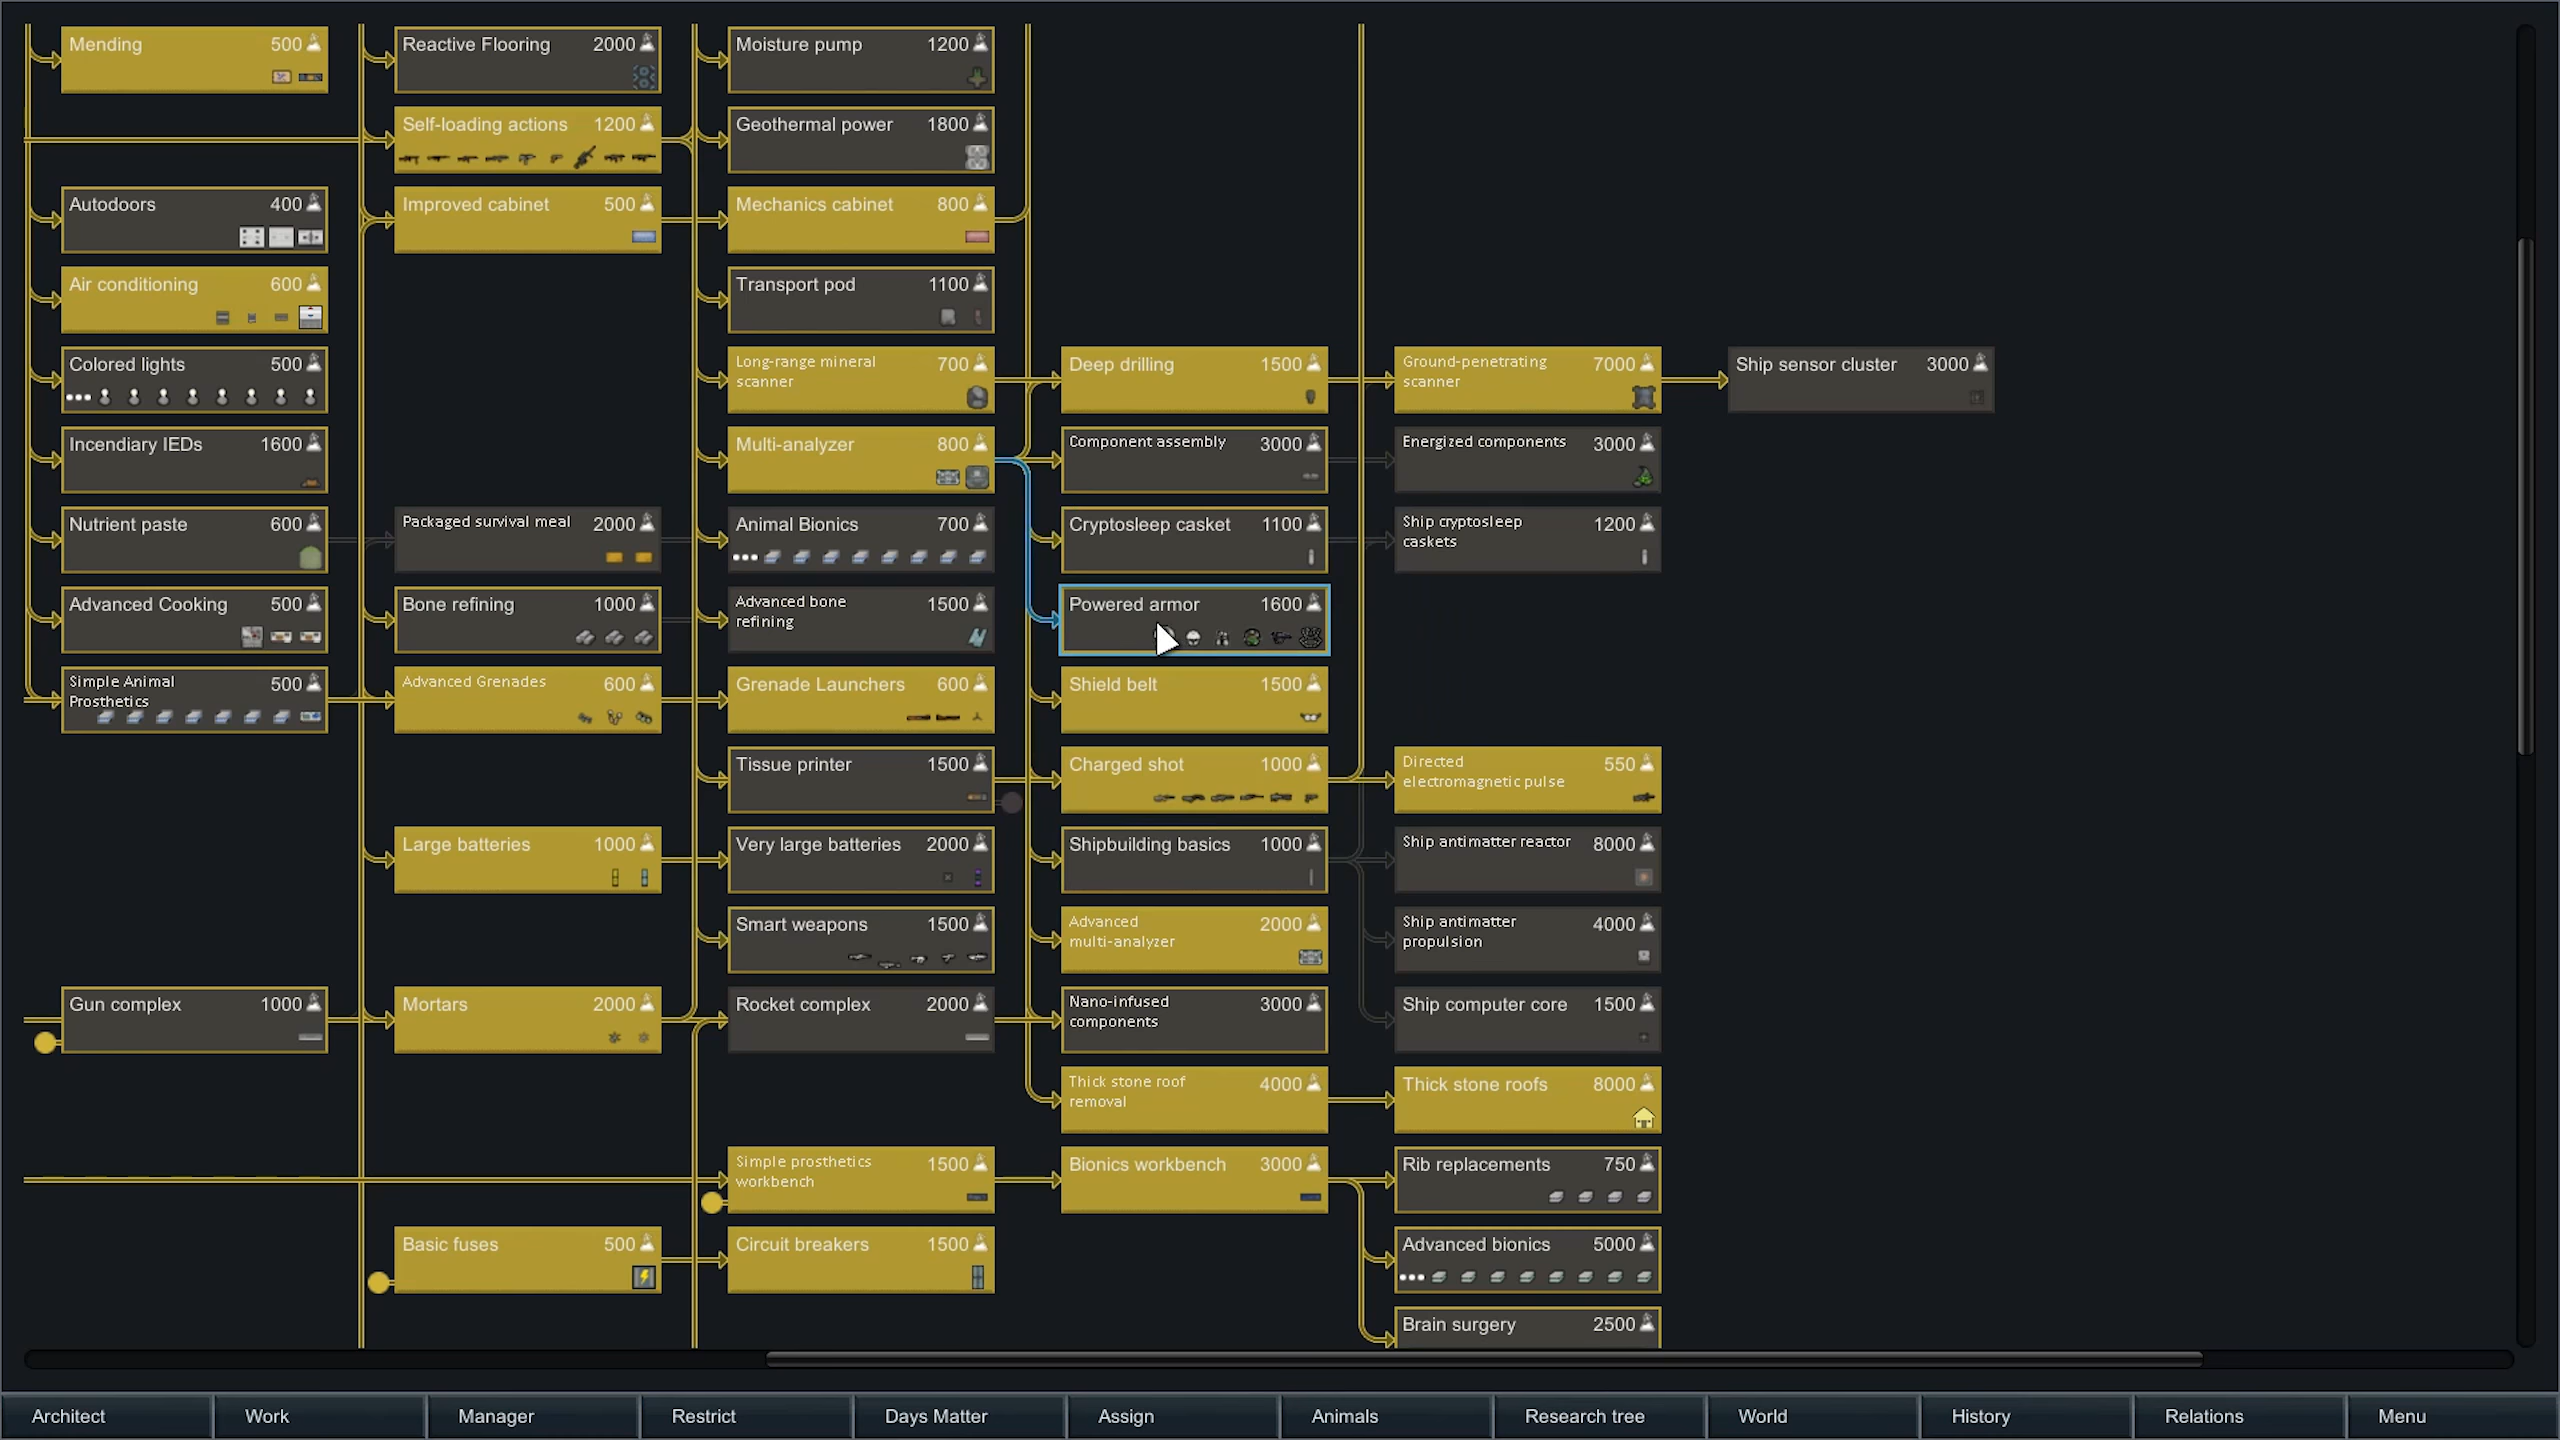 Mending 500
Reactive Flooring 2000
Moisture pump 1200
Self-loading actions 1200
Geothermal power 1800
Autodoors 400
Improved cabinet 500
Mechanics cabinet 800
Air conditioning 600
Transport pod 1100
Colored lights 500
Long-range mineral
scanner 700
Deep drilling 1500
Ground-penetrating
scanner 7000
Ship sensor cluster 3000
Incendiary IEDs 1600
Multi-analyzer 800
Component assembly 3000
Energized components 3000
Nutrient paste 600
Packaged survival meal 2000
Animal Bionics 700
Cryptosleep casket 1100
Ship cryptosleep
caskets 1200
Advanced Cooking 500
Bone refining 1000
Advanced bone
refining 1500
Powered armor 1600
Simple Animal
Prosthetics 500
Advanced Grenades 600
Grenade Launchers 600
Shield belt 1500
Tissue printer 1500
Charged shot 1000
Directed
electromagnetic pulse 550
Large batteries 1000
Very large batteries 2000
Shipbuilding basics 1000
Ship antimatter reactor 8000
Smart weapons 1500
Advanced
multi-analyzer 2000
Ship antimatter
propulsion 4000
Gun complex 1000
Mortars 2000
Rocket complex 2000
Nano-infused
components 3000
Ship computer core 1500
Thick stone roof
removal 4000
Thick stone roofs 8000
Simple prosthetics
workbench 1500
Bionics workbench 3000
Rib replacements 750
Basic fuses 500
Circuit breakers 1500
Advanced bionics 5000
Brain surgery 2500
Architect Work Manager Restrict Days Matter Assign Animals Research tree World History Relations Menu